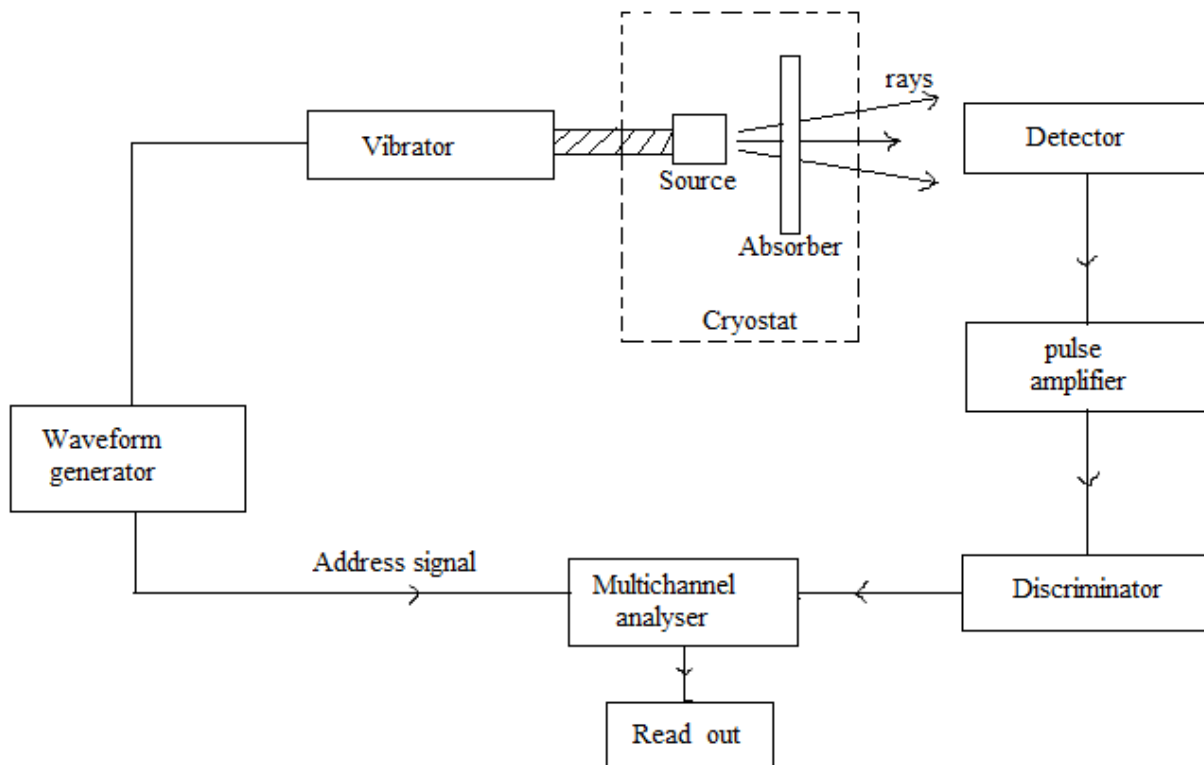 rays
Vibrator
Detector
Source
Absorber
Cryostat
pulse
amplifier
Waveform
generator
Address signal
Multichannel
analyser
Discriminator
Read out